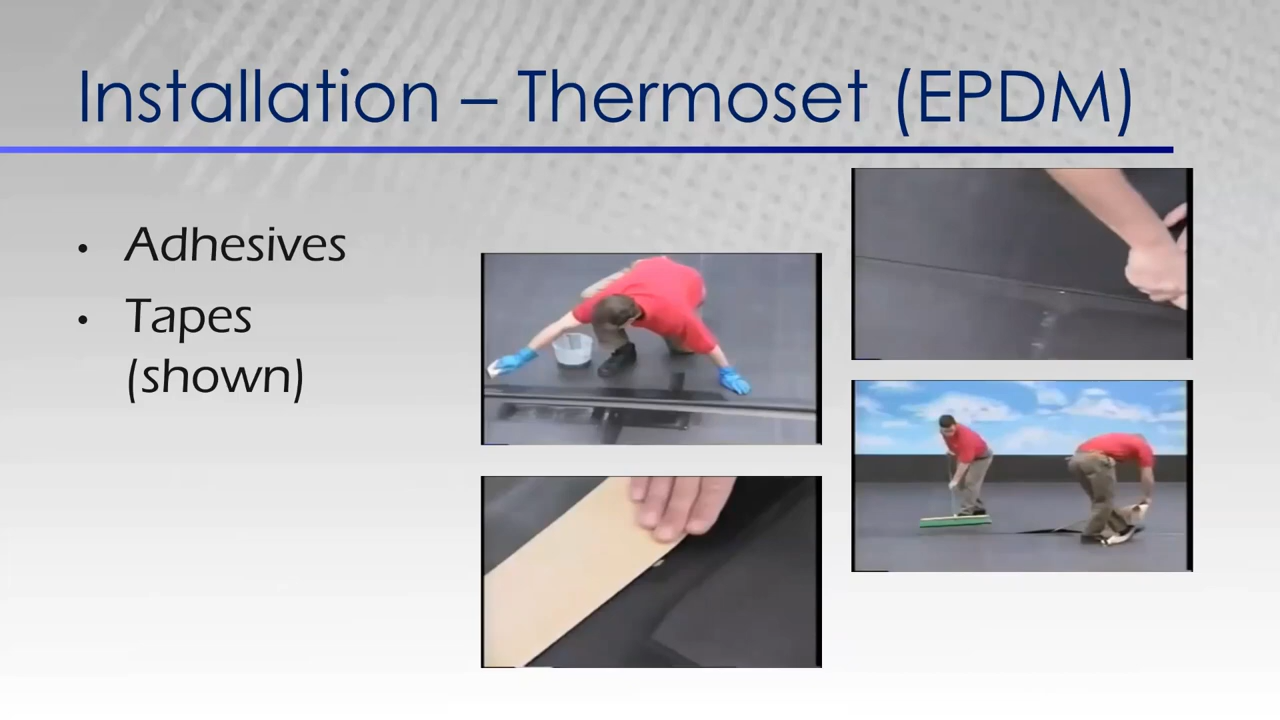 Installation – Thermoset (EPDM)
• Adhesives
• Tapes
(shown)